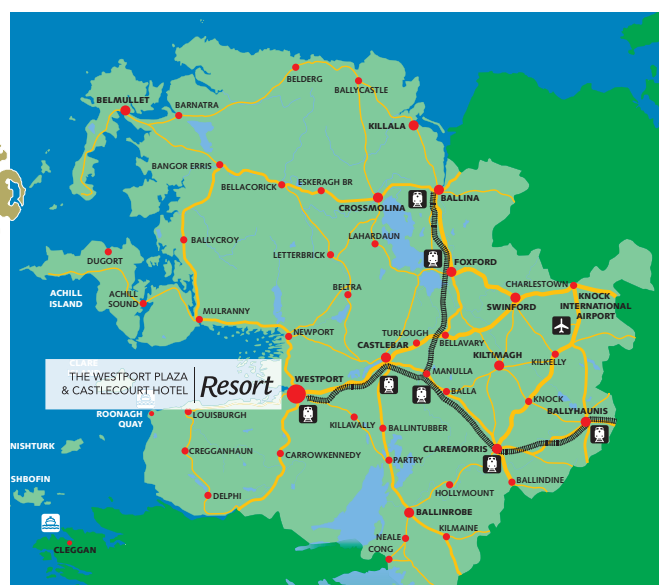 BELDERG
BALLYCASTLE
BELMULLET
BARNATRA
KILLALA
BANGOR ERRIS
BELLACORICK
ESKERAGH BR
CROSSMOLINA
BALLINA
BALLYCROY
LAHARDAUN
LETTERBRICK
DUGORT
FOXFORD
ACHILL
ISLAND
ACHILL
SOUND
BELTRA
CHARLESTOWN
SWINFORD
KNOCK
INTERNATIONAL
AIRPORT
MULRANNY
NEWPORT
TURLOUGH
CASTLEBAR
BELLAVARY
KILTIMAGH
KILKELLY
CLARE
THE WESTPORT PLAZA
& CASTLECOURT HOTEL
Resort
WESTPORT
MANULLA
BALLA
KNOCK
ROONAGH
QUAY
LOUISBURGH
KILLAVALLY
BALLINTUBBER
BALLYHAUNIS
NISHTURK
CREGGANHAUN
CARROWKENNEDY
PARTRY
CLAREMORRIS
SHBOFIN
DELPHI
HOLLYMOUNT
BALLINDINE
BALLINROBE
KILMAINE
NEALE
CONG
CLEGGAN